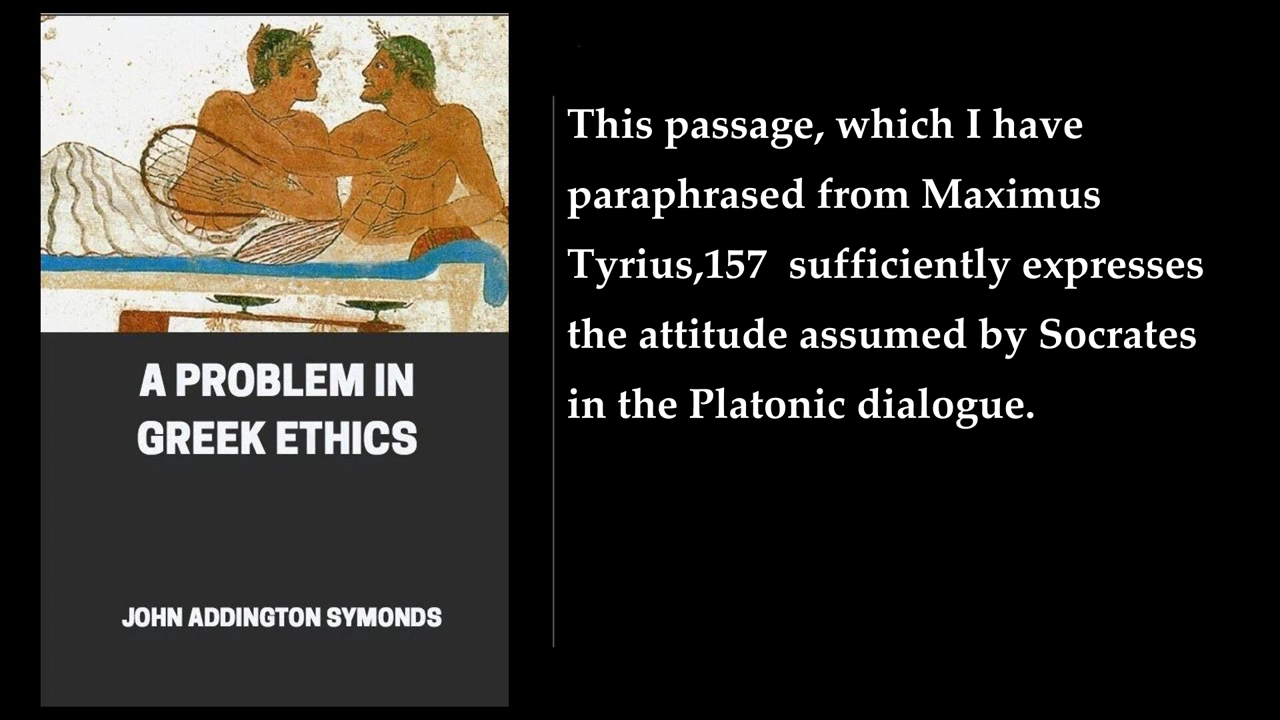 A PROBLEM IN
GREEK ETHICS
JOHN ADDINGTON SYMONDS
This passage, which I have
paraphrased from Maximus
Tyrius,157 sufficiently expresses
the attitude assumed by Socrates
in the Platonic dialogue.